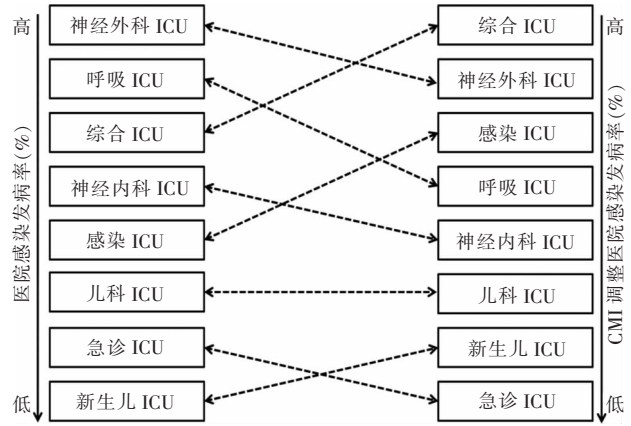 高
神经外科 ICU
呼吸 ICU
综合 ICU
神经内科 ICU
感染 ICU
儿科 ICU
急诊 ICU
新生儿 ICU
低
医院感染发病率(%)
综合 ICU
神经外科 ICU
感染 ICU
呼吸 ICU
神经内科 ICU
儿科 ICU
新生儿 ICU
急诊 ICU
高
低
CMI 调整医院感染发病率(%)